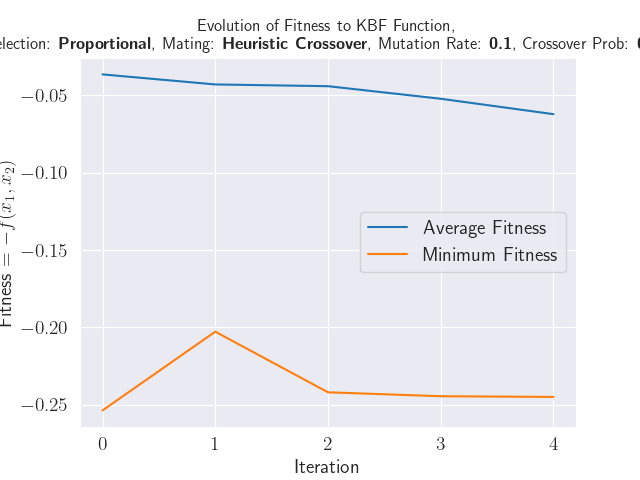 Evolution of Fitness to KBF Function,
election: Proportional, Mating: Heuristic Crossover, Mutation Rate: 0.1, Crossover Prob:
Fitness = −f(x₁, x₂)
−0.05
−0.10
−0.15
−0.20
−0.25
Average Fitness
Minimum Fitness
0 1 2 3 4
Iteration